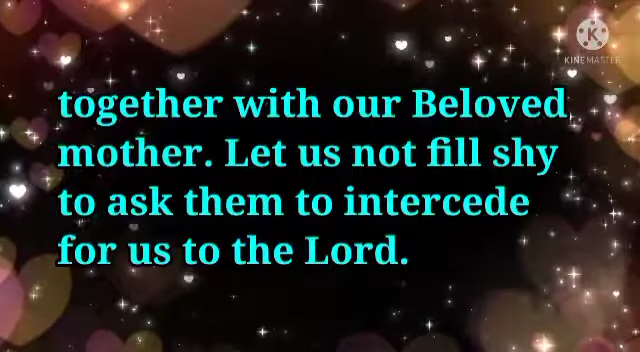 KINEMASTER
together with our Beloved
mother. Let us not fill shy
to ask them to intercede
for us to the Lord.